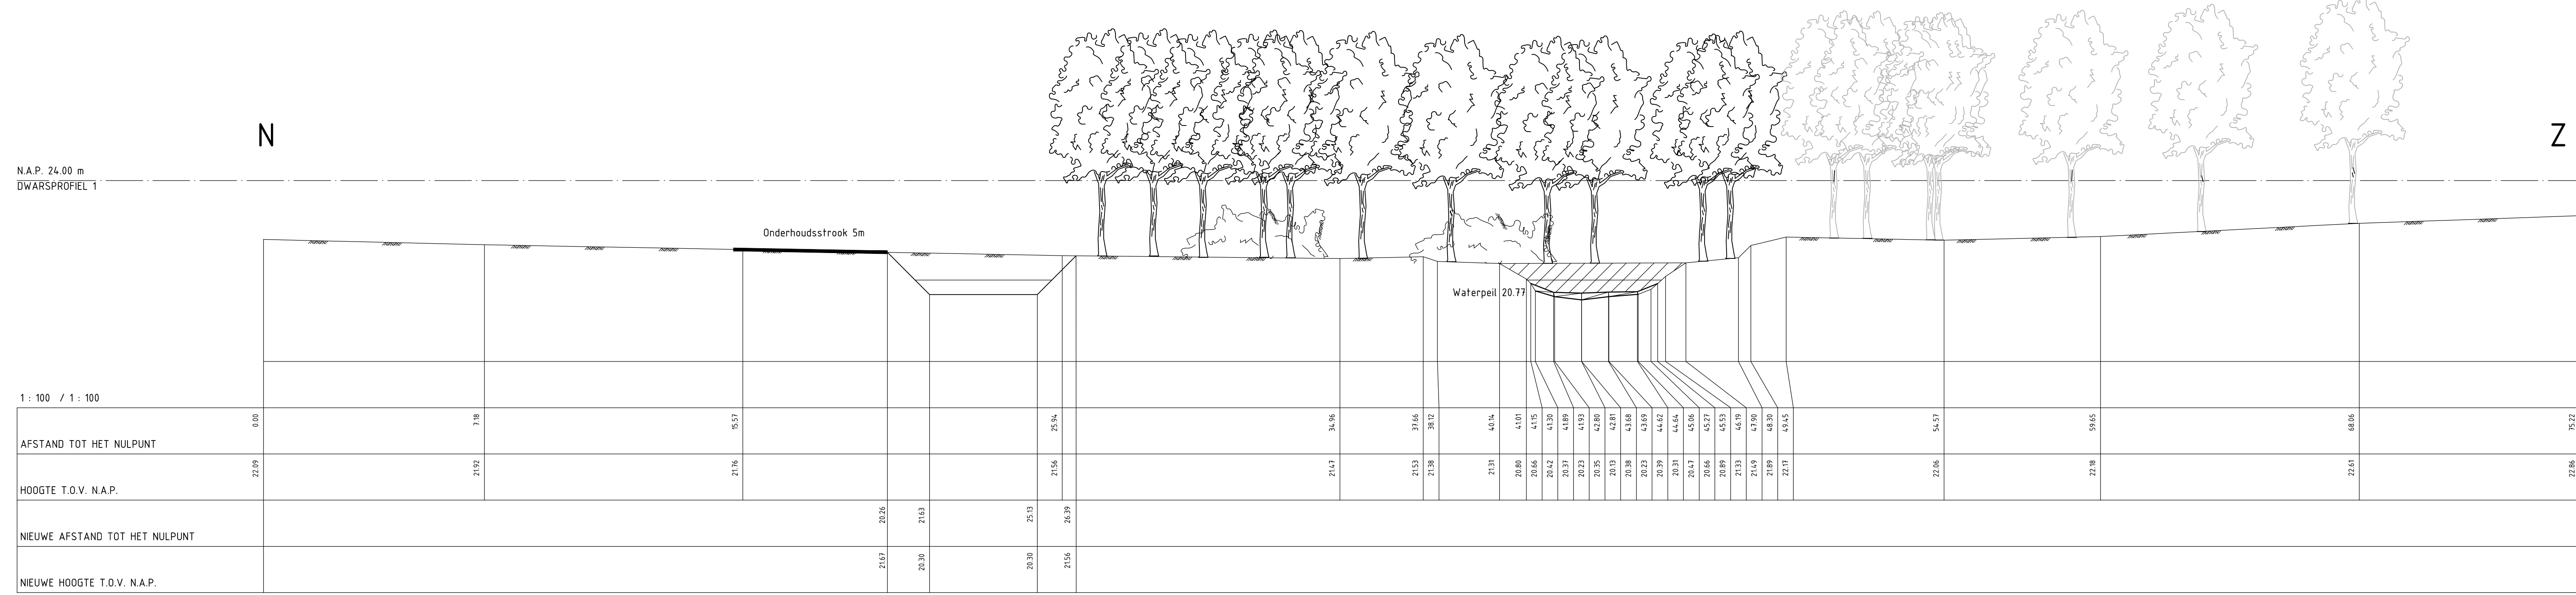 N
Z
N.A.P. 24.00 m
DWARSPROFIEL 1
Onderhoudsstrook 5m
Waterpeil 20.77
1 : 100 / 1 : 100
AFSTAND TOT HET NULPUNT
0.00 7.18 15.57 25.94 34.96 37.66 38.12 40.14 41.01 41.15 41.30 41.89 41.93 42.80 42.81 43.68 43.69 44.62 44.64 45.06 45.27 45.53 46.19 47.90 48.30 49.45 54.57 59.65 68.06 75.22
HOOGTE T.O.V. N.A.P.
22.09 21.92 21.76 21.56 21.47 21.53 21.38 21.31 20.80 20.66 20.42 20.37 20.23 20.35 20.13 20.38 20.23 20.39 20.31 20.47 20.66 20.89 21.33 21.49 21.89 22.17 22.06 22.18 22.61 22.86
NIEUWE AFSTAND TOT HET NULPUNT
20.26 21.63 25.13 26.39
NIEUWE HOOGTE T.O.V. N.A.P.
21.67 20.30 20.30 21.56